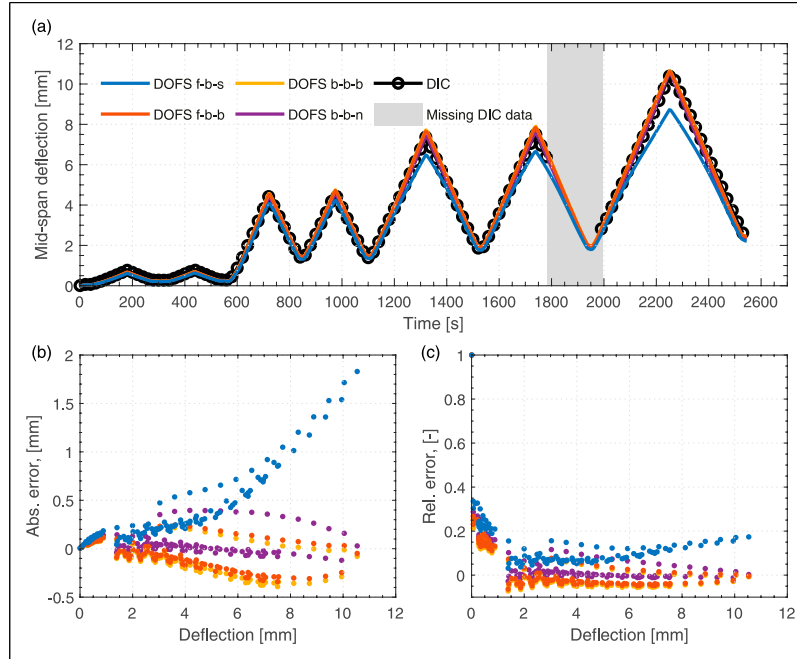 (a)
12
10
8
6
4
2
0
Mid-span deflection [mm]
DOFS f-b-s
DOFS b-b-b
DIC
DOFS f-b-b
DOFS b-b-n
Missing DIC data
0 200 400 600 800 1000 1200 1400 1600 1800 2000 2200 2400 2600
Time [s]
(b)
2
1.5
1
0.5
0
-0.5
Abs. error, [mm]
0 2 4 6 8 10 12
Deflection [mm]
(c)
1
0.8
0.6
0.4
0.2
0
Rel. error, [-]
0 2 4 6 8 10 12
Deflection [mm]